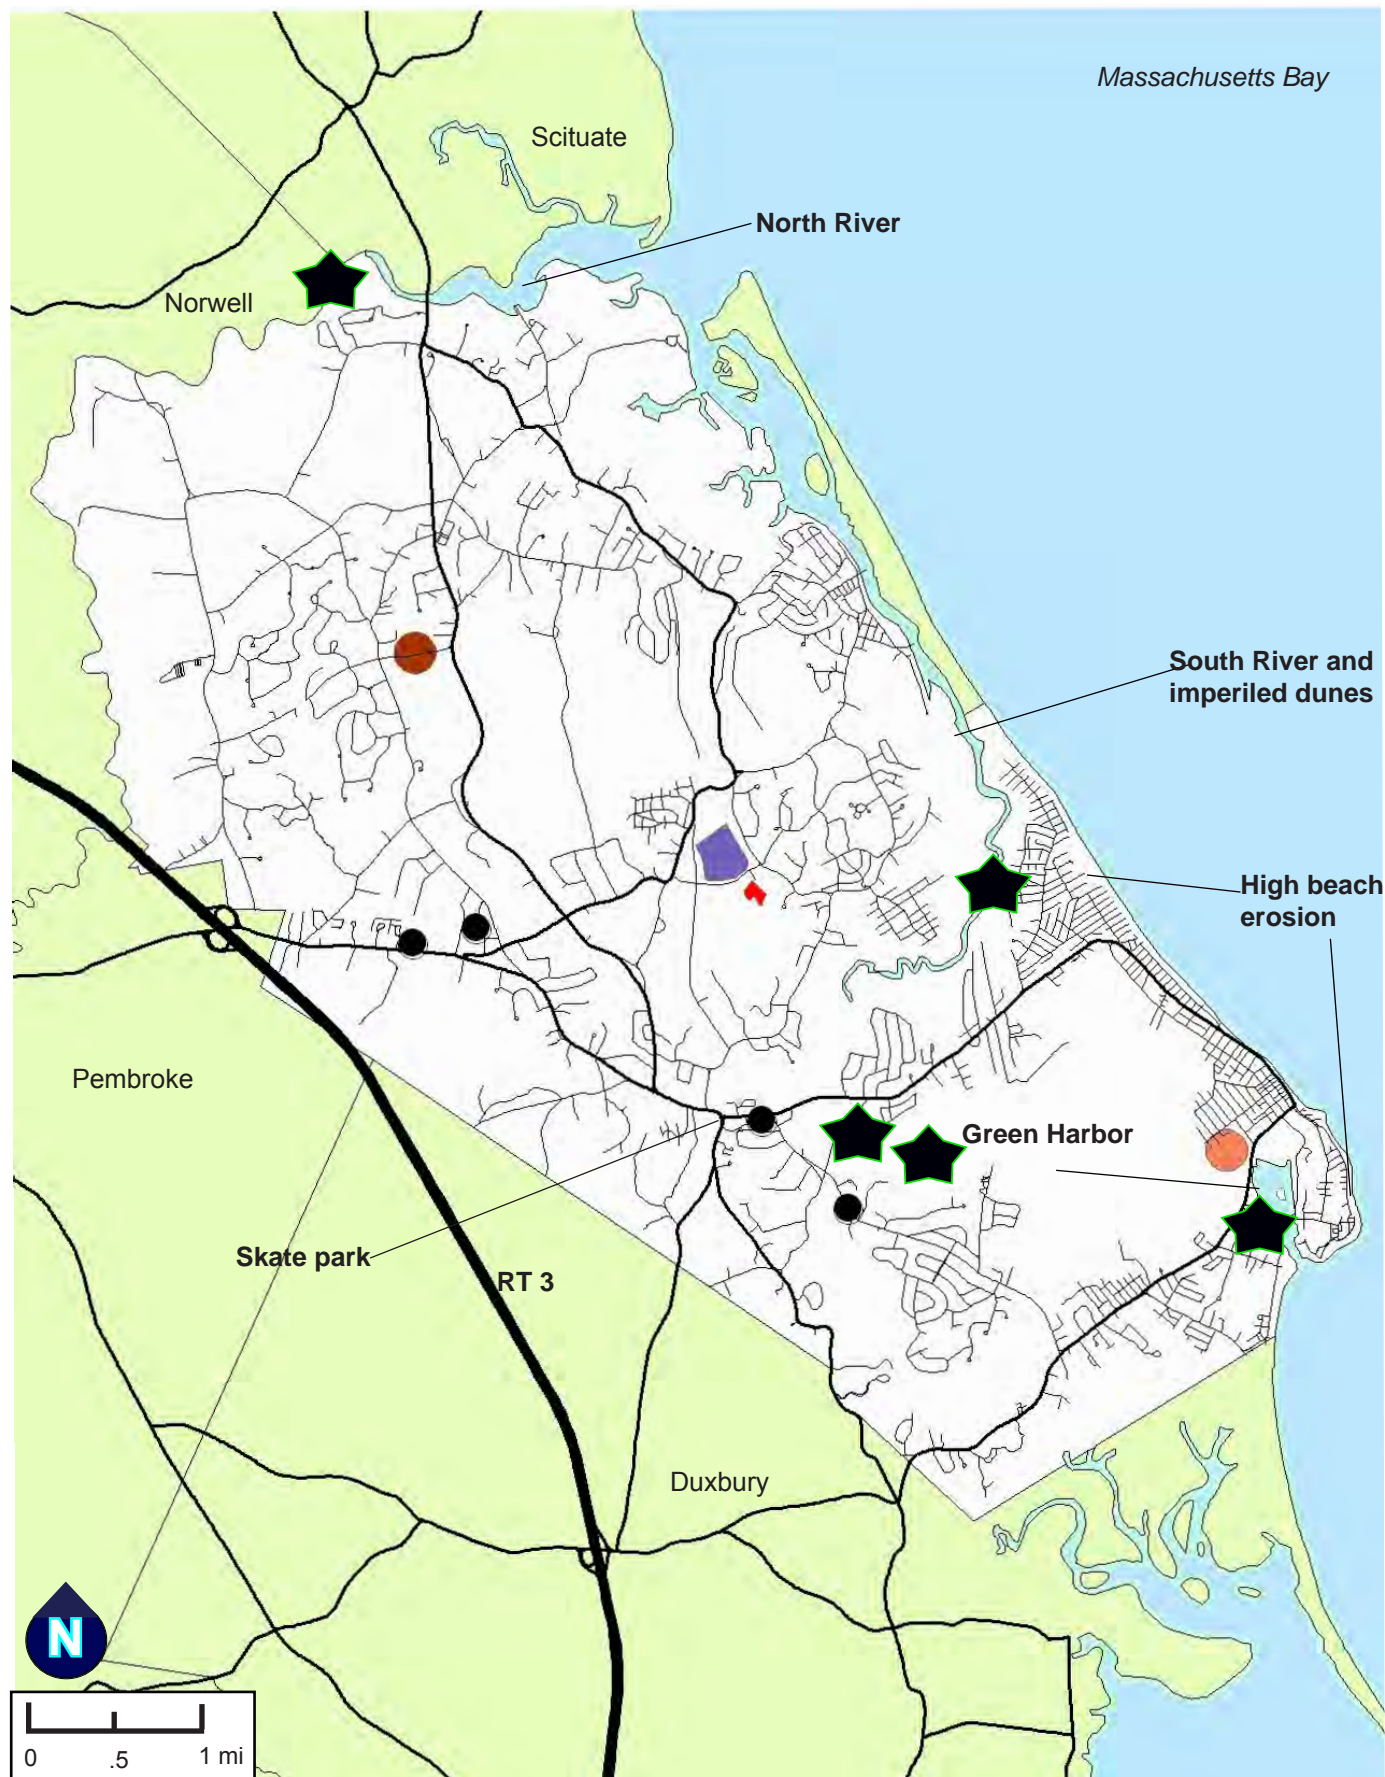 Massachusetts Bay
Scituate
North River
Norwell
South River and
imperiled dunes
High beach
erosion
Pembroke
Green Harbor
Skate park
RT 3
Duxbury
N
0 .5 1 mi